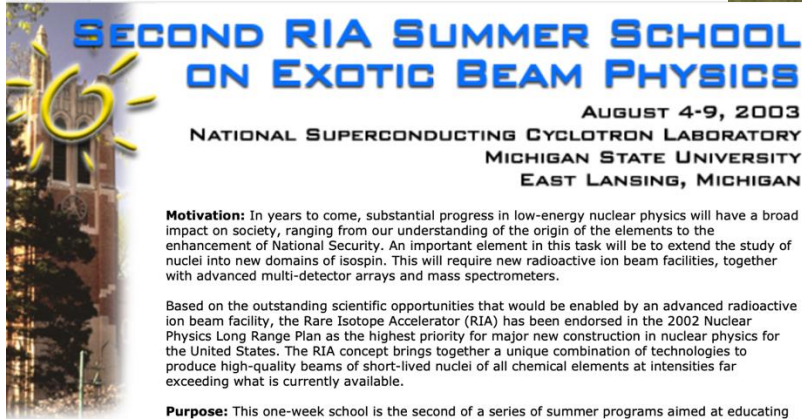 SECOND RIA SUMMER SCHOOL
ON EXOTIC BEAM PHYSICS
AUGUST 4-9, 2003
NATIONAL SUPERCONDUCTING CYCLOTRON LABORATORY
MICHIGAN STATE UNIVERSITY
EAST LANSING, MICHIGAN
Motivation: In years to come, substantial progress in low-energy nuclear physics will have a broad
impact on society, ranging from our understanding of the origin of the elements to the
enhancement of National Security. An important element in this task will be to extend the study of
nuclei into new domains of isospin. This will require new radioactive ion beam facilities, together
with advanced multi-detector arrays and mass spectrometers.
Based on the outstanding scientific opportunities that would be enabled by an advanced radioactive
ion beam facility, the Rare Isotope Accelerator (RIA) has been endorsed in the 2002 Nuclear
Physics Long Range Plan as the highest priority for major new construction in nuclear physics for
the United States. The RIA concept brings together a unique combination of technologies to
produce high-quality beams of short-lived nuclei of all chemical elements at intensities far
exceeding what is currently available.
Purpose: This one-week school is the second of a series of summer programs aimed at educating